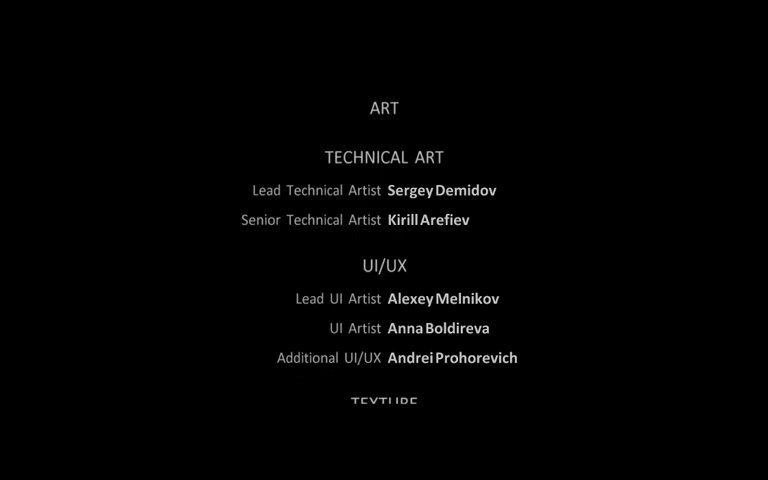 ART
TECHNICAL ART
Lead Technical Artist Sergey Demidov
Senior Technical Artist Kirill Arefiev
UI/UX
Lead UI Artist Alexey Melnikov
UI Artist Anna Boldireva
Additional UI/UX Andrei Prohorevich
TEXTURE